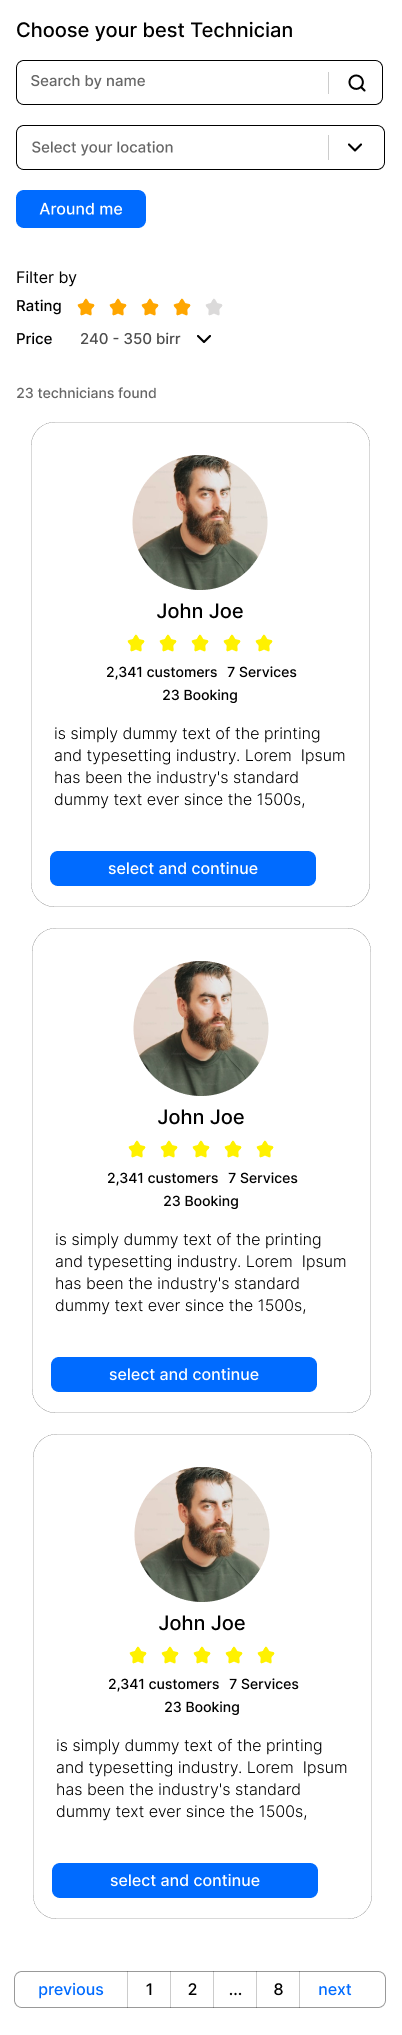 Choose your best Technician
Search by name
Select your location
Around me
Filter by
Rating
Price 240 - 350 birr
23 technicians found
John Joe
2,341 customers 7 Services
23 Booking
is simply dummy text of the printing
and typesetting industry. Lorem Ipsum
has been the industry's standard
dummy text ever since the 1500s,
select and continue
John Joe
2,341 customers 7 Services
23 Booking
is simply dummy text of the printing
and typesetting industry. Lorem Ipsum
has been the industry's standard
dummy text ever since the 1500s,
select and continue
John Joe
2,341 customers 7 Services
23 Booking
is simply dummy text of the printing
and typesetting industry. Lorem Ipsum
has been the industry's standard
dummy text ever since the 1500s,
select and continue
previous 1 2 ... 8 next